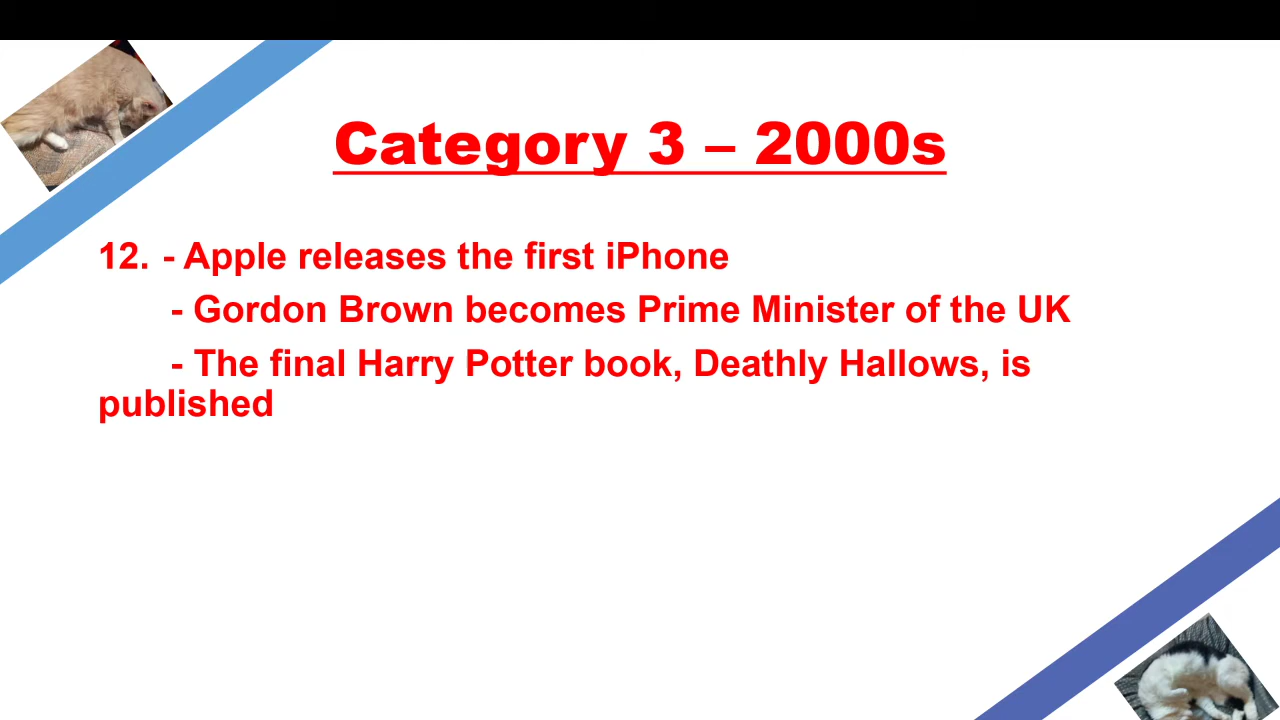 Category 3 – 2000s
12. - Apple releases the first iPhone
- Gordon Brown becomes Prime Minister of the UK
- The final Harry Potter book, Deathly Hallows, is
published